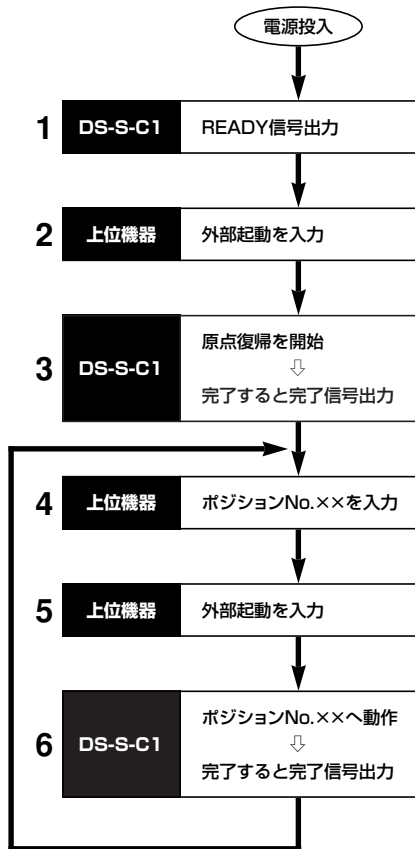 電源投入
1 DS-S-C1 READY信号出力
2 上位機器 外部起動を入力
3 DS-S-C1 原点復帰を開始
⇩
完了すると完了信号出力
4 上位機器 ポジションNo.××を入力
5 上位機器 外部起動を入力
6 DS-S-C1 ポジションNo.××へ動作
⇩
完了すると完了信号出力